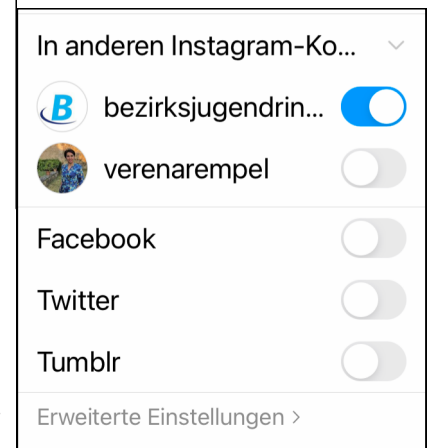 In anderen Instagram-Ko...
B
bezirksjugendrin...
verenarempel
Facebook
Twitter
Tumblr
Erweiterte Einstellungen >